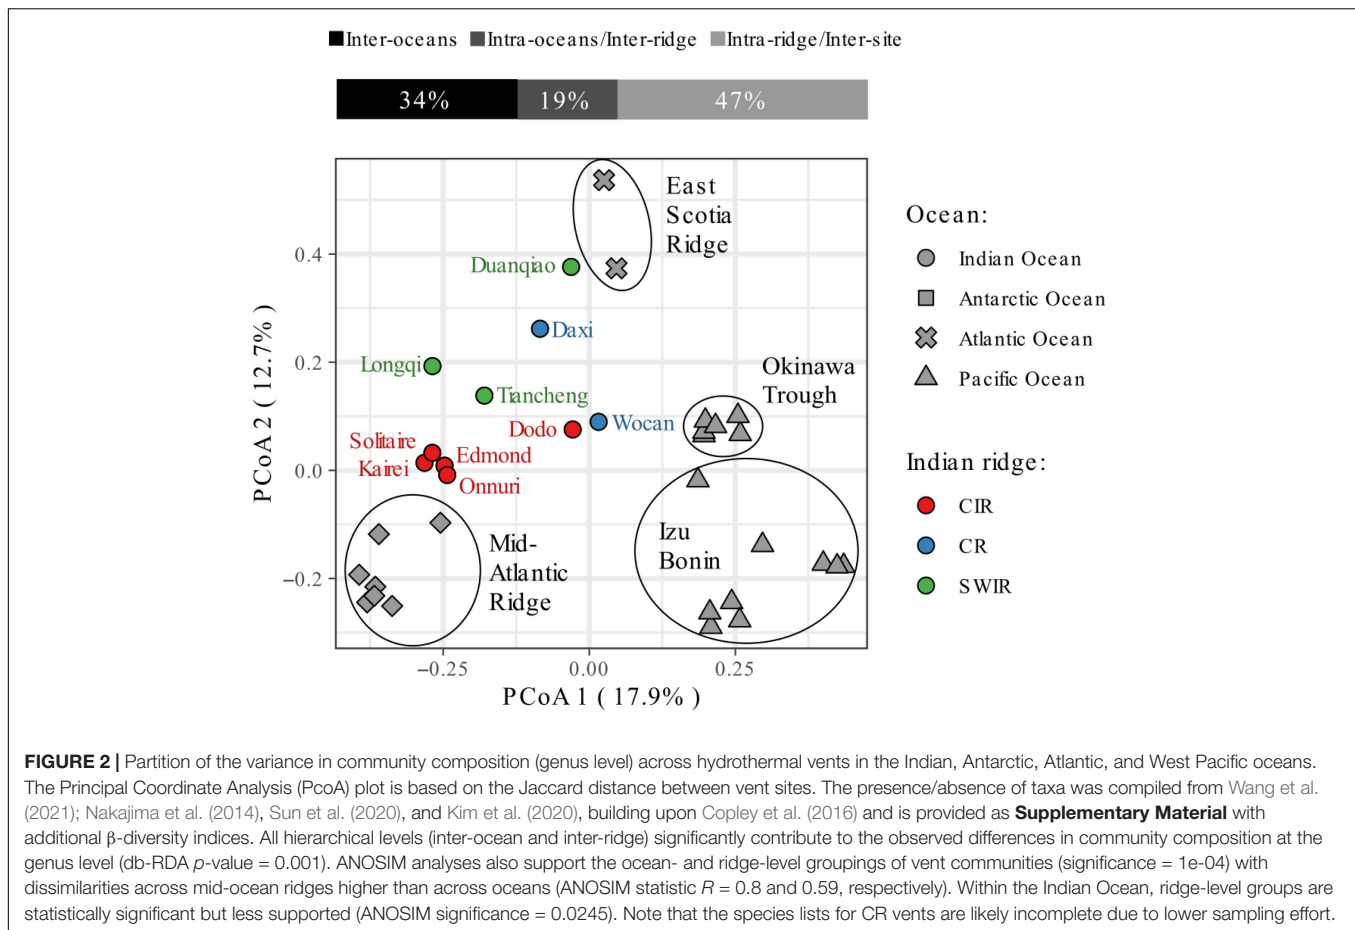 Inter-oceans Intra-oceans/Inter-ridge Intra-ridge/Inter-site
34% 19% 47%
East
Scotia
Ridge
Duanqiao
Daxi
Longqi
Tiancheng
Okinawa
Trough
Dodo
Wocan
Solitaire
Kairei
Edmond
Onnuri
Mid-
Atlantic
Ridge
Izu
Bonin
0.4
0.2
0.0
−0.2
PCoA 2 ( 12.7% )
−0.25 0.00 0.25
PCoA 1 ( 17.9% )
Ocean:
Indian Ocean
Antarctic Ocean
Atlantic Ocean
Pacific Ocean
Indian ridge:
CIR
CR
SWIR
FIGURE 2 | Partition of the variance in community composition (genus level) across hydrothermal vents in the Indian, Antarctic, Atlantic, and West Pacific oceans.
The Principal Coordinate Analysis (PcoA) plot is based on the Jaccard distance between vent sites. The presence/absence of taxa was compiled from Wang et al.
(2021); Nakajima et al. (2014), Sun et al. (2020), and Kim et al. (2020), building upon Copley et al. (2016) and is provided as Supplementary Material with
additional β-diversity indices. All hierarchical levels (inter-ocean and inter-ridge) significantly contribute to the observed differences in community composition at the
genus level (db-RDA p-value = 0.001). ANOSIM analyses also support the ocean- and ridge-level groupings of vent communities (significance = 1e-04) with
dissimilarities across mid-ocean ridges higher than across oceans (ANOSIM statistic R = 0.8 and 0.59, respectively). Within the Indian Ocean, ridge-level groups are
statistically significant but less supported (ANOSIM significance = 0.0245). Note that the species lists for CR vents are likely incomplete due to lower sampling effort.